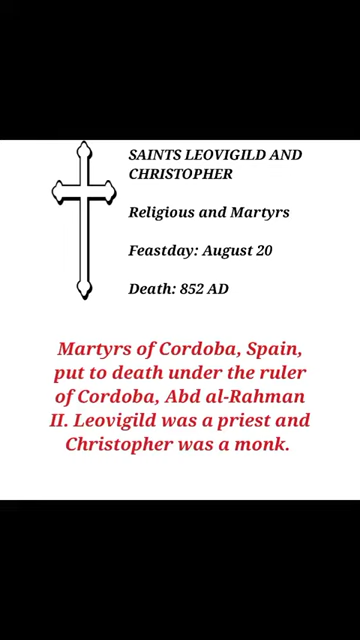 SAINTS LEOVIGILD AND
CHRISTOPHER
Religious and Martyrs
Feastday: August 20
Death: 852 AD
Martyrs of Cordoba, Spain,
put to death under the ruler
of Cordoba, Abd al-Rahman
II. Leovigild was a priest and
Christopher was a monk.